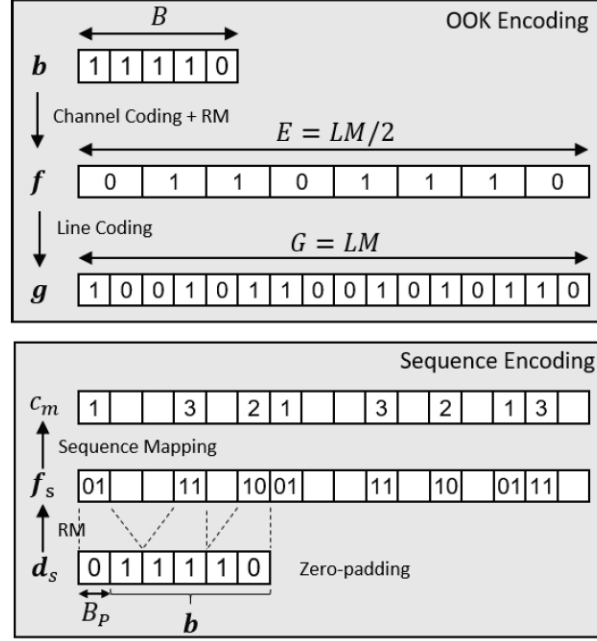 B
OOK Encoding
b 1 1 1 1 0
Channel Coding + RM
E = LM/2
f 0 1 1 0 1 1 1 0
Line Coding
G = LM
g 1 0 0 1 0 1 1 0 0 1 0 1 0 1 1 0
Sequence Encoding
c_m 1 3 2 1 3 2 1 3
Sequence Mapping
f_s 01 11 10 01 11 10 01 11
RM
d_s 0 1 1 1 1 0 Zero-padding
B_P b